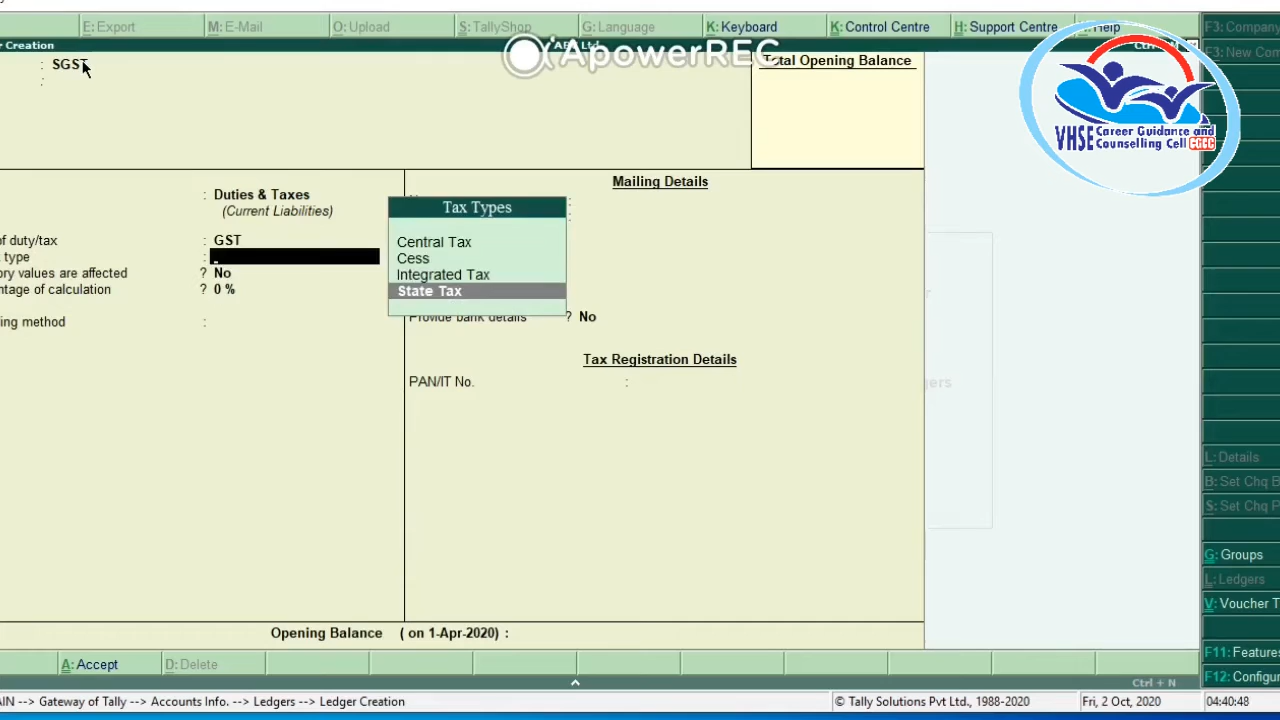 E: Export
M: E-Mail
O: Upload
S: TallyShop
G: Language
K: Keyboard
K: Control Centre
H: Support Centre
H: Help
F3: Company
r Creation
Ctrl + M
F3: New Com
ApowerREC
: SGST
:
Total Opening Balance
VHSE Career Guidance and
Counselling Cell CGCC
: Duties & Taxes
(Current Liabilities)
Mailing Details
of duty/tax : GST
type :
ry values are affected ? No
tage of calculation ? 0 %
ing method :
Tax Types
Central Tax
Cess
Integrated Tax
State Tax
Provide bank details ? No
Tax Registration Details
PAN/IT No. :
ers
L: Details
S: Set Chq P
G: Groups
L: Ledgers
V: Voucher T
F11: Features
F12: Configur
Opening Balance ( on 1-Apr-2020) :
A: Accept
D: Delete
Ctrl + N
AIN --> Gateway of Tally --> Accounts Info. --> Ledgers --> Ledger Creation
© Tally Solutions Pvt Ltd., 1988-2020
Fri, 2 Oct, 2020
04:40:48